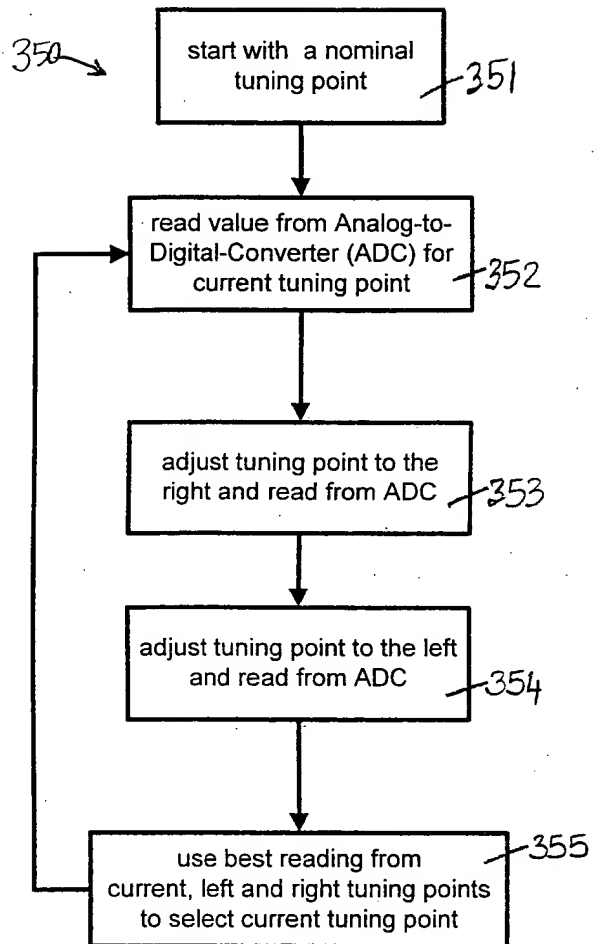 350
start with a nominal
tuning point
351
read value from Analog-to-
Digital-Converter (ADC) for
current tuning point
352
adjust tuning point to the
right and read from ADC
353
adjust tuning point to the left
and read from ADC
354
use best reading from
current, left and right tuning points
to select current tuning point
355